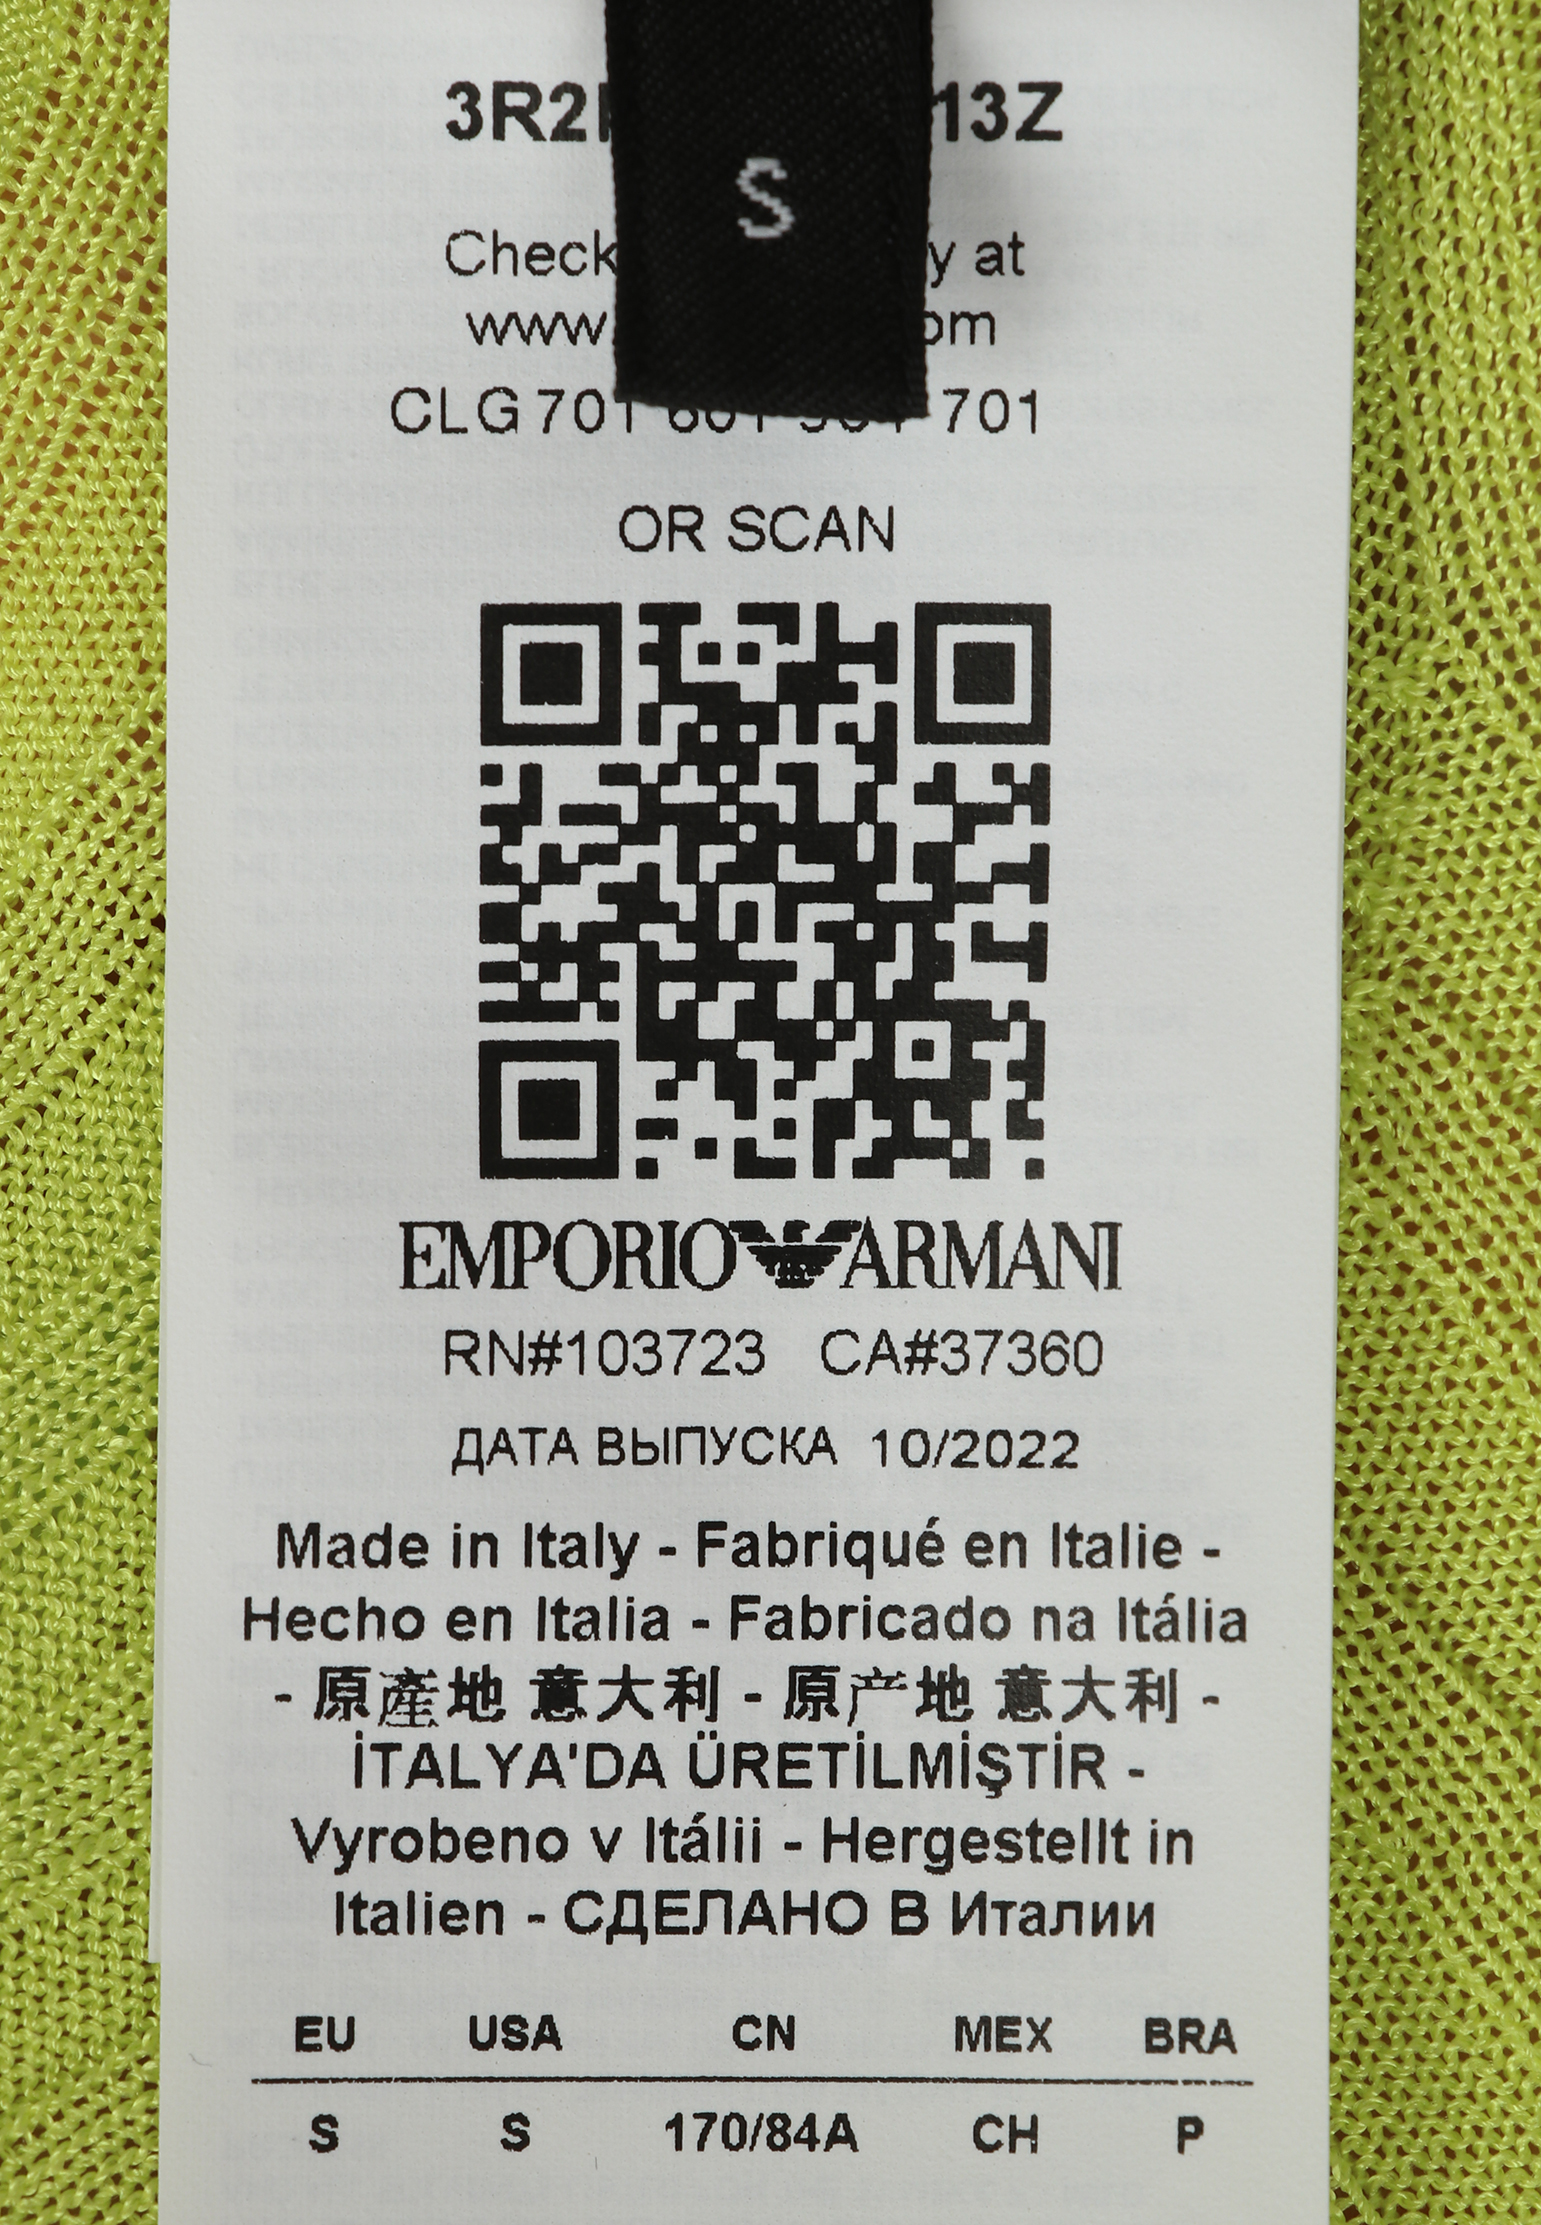 S
Check at
www.
CLG 701 701
OR SCAN
EMPORIO ARMANI
RN#103723 CA#37360
ДАТА ВЫПУСКА 10/2022
Made in Italy - Fabriqué en Italie -
Hecho en Italia - Fabricado na Itália
- 原產地 意大利 - 原产地 意大利 -
İTALYA'DA ÜRETİLMİŞTİR -
Vyrobeno v Itálii - Hergestellt in
Italien - СДЕЛАНО В Италии
EU USA CN MEX BRA
S S 170/84A CH P